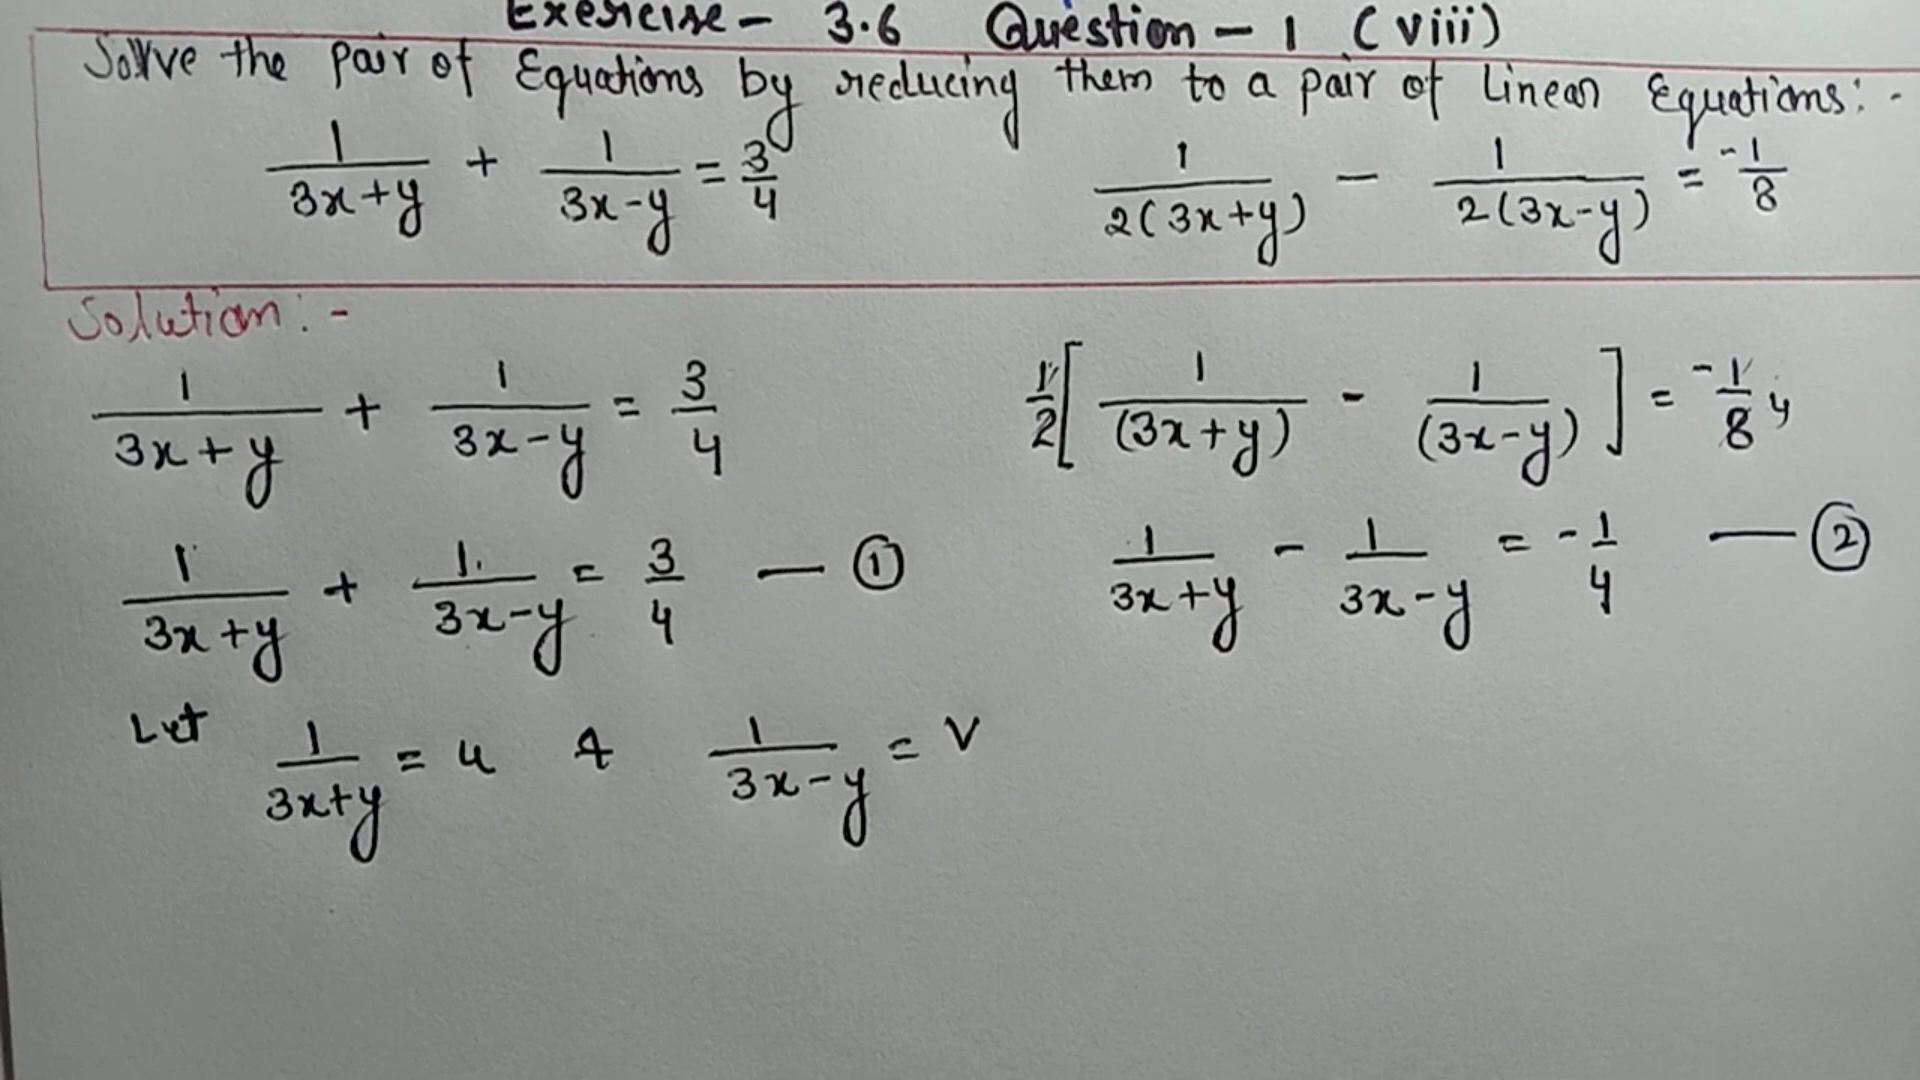 Exercise - 3.6 Question - 1 (viii)
Solve the pair of Equations by reducing them to a pair of Linear Equations: -
1/(3x+y) + 1/(3x-y) = 3/4    1/(2(3x+y)) - 1/(2(3x-y)) = -1/8
Solution: -
1/(3x+y) + 1/(3x-y) = 3/4    1/2[1/(3x+y) - 1/(3x-y)] = -1/8 4
1/(3x+y) + 1/(3x-y) = 3/4 — ①    1/(3x+y) - 1/(3x-y) = -1/4 — ②
Let 1/(3x+y) = u & 1/(3x-y) = v